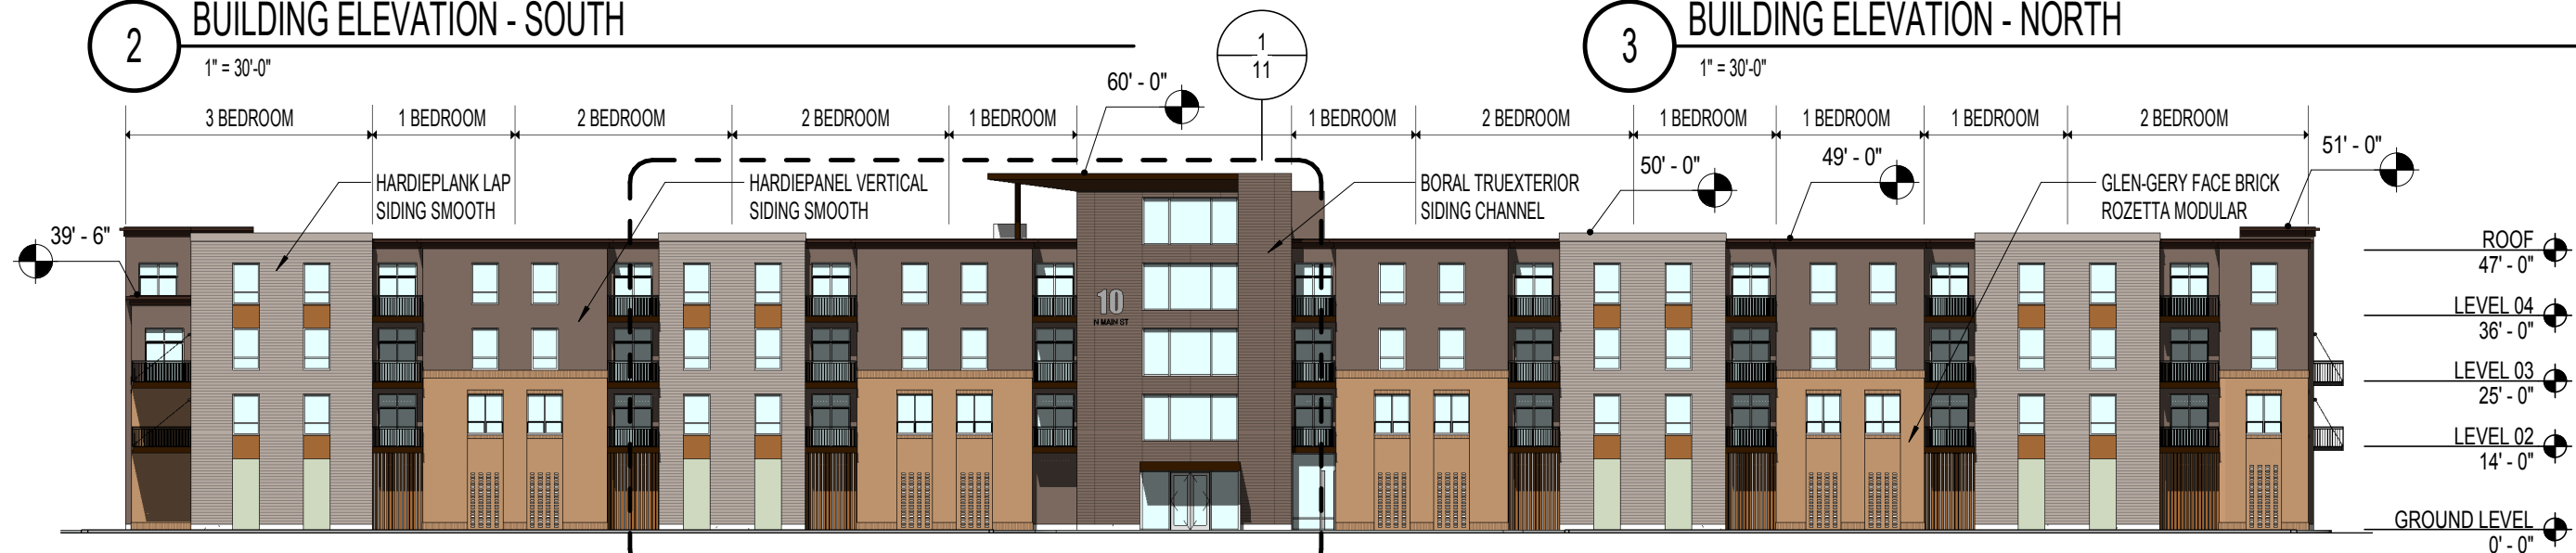 2
BUILDING ELEVATION - SOUTH
1" = 30'-0"
1
11
3
BUILDING ELEVATION - NORTH
1" = 30'-0"
60' - 0"
3 BEDROOM
1 BEDROOM
2 BEDROOM
2 BEDROOM
1 BEDROOM
1 BEDROOM
2 BEDROOM
1 BEDROOM
1 BEDROOM
1 BEDROOM
2 BEDROOM
39' - 6"
HARDIEPLANK LAP
SIDING SMOOTH
HARDIEPANEL VERTICAL
SIDING SMOOTH
BORAL TRUEXTERIOR
SIDING CHANNEL
50' - 0"
49' - 0"
GLEN-GERY FACE BRICK
ROZETTA MODULAR
51' - 0"
10
N MAIN ST
ROOF
47' - 0"
LEVEL 04
36' - 0"
LEVEL 03
25' - 0"
LEVEL 02
14' - 0"
GROUND LEVEL
0' - 0"